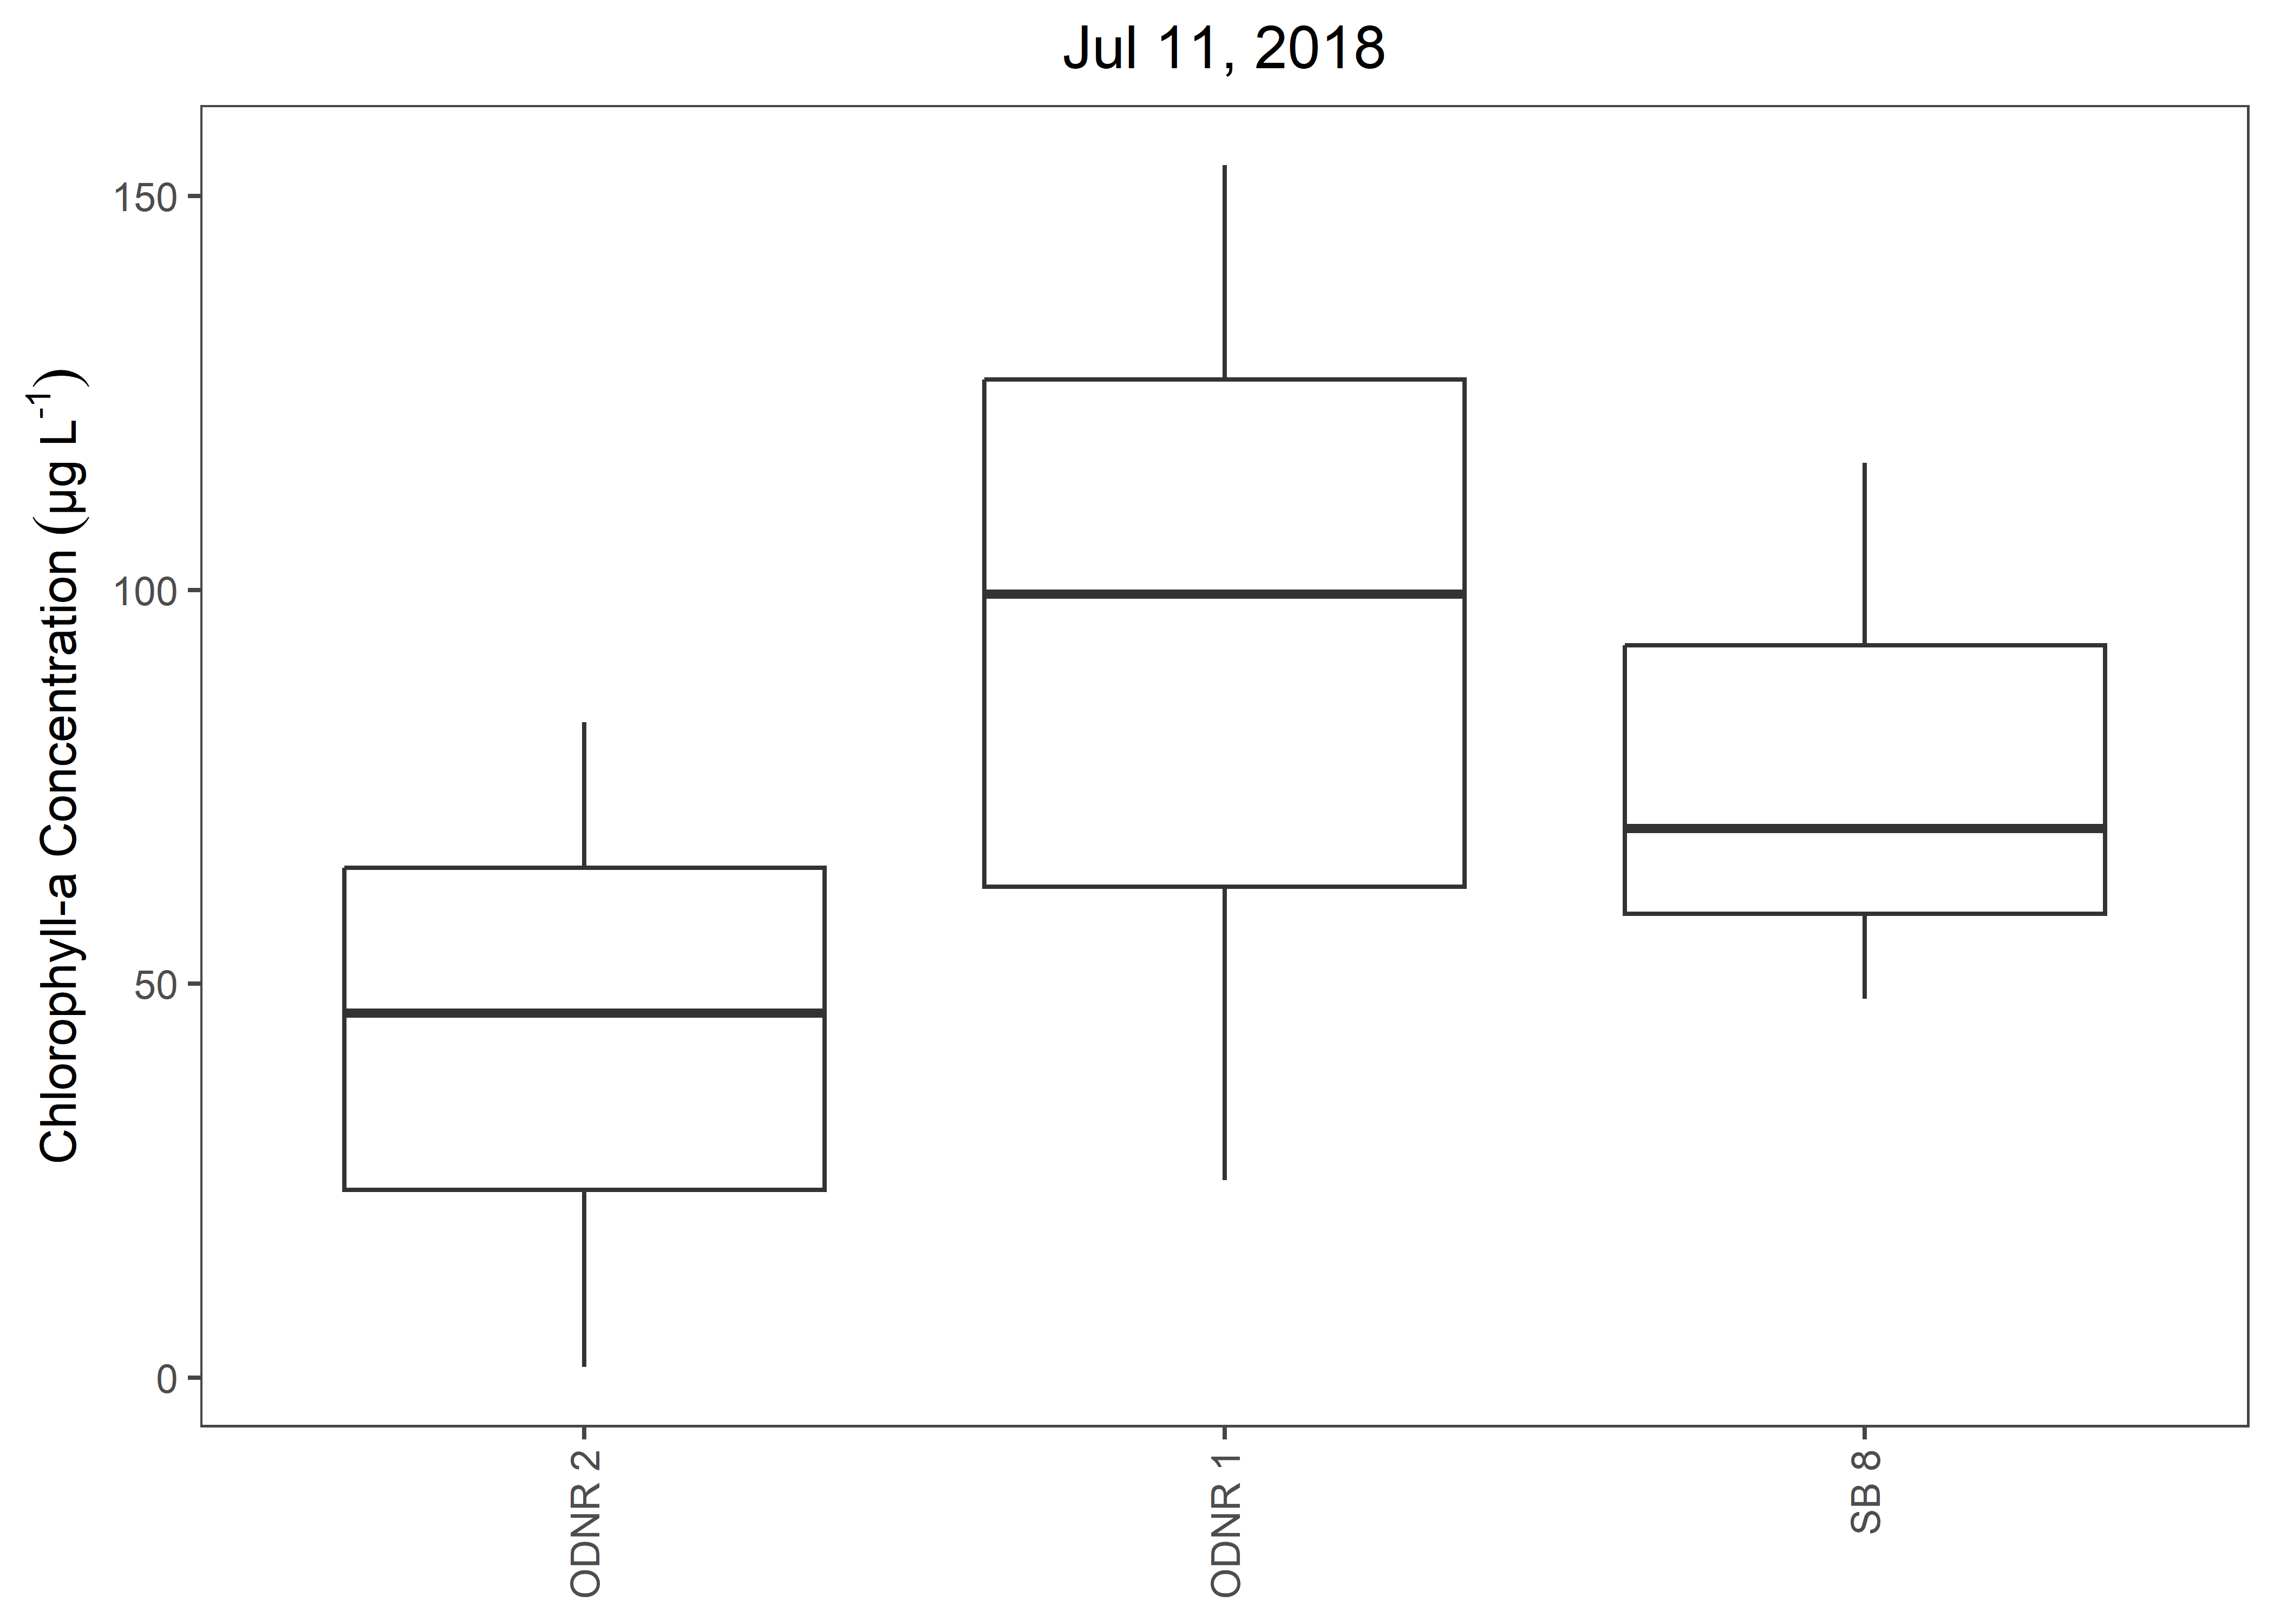 Jul 11, 2018
Chlorophyll-a Concentration (µg L⁻¹)
150
100
50
0
ODNR 2
ODNR 1
SB 8